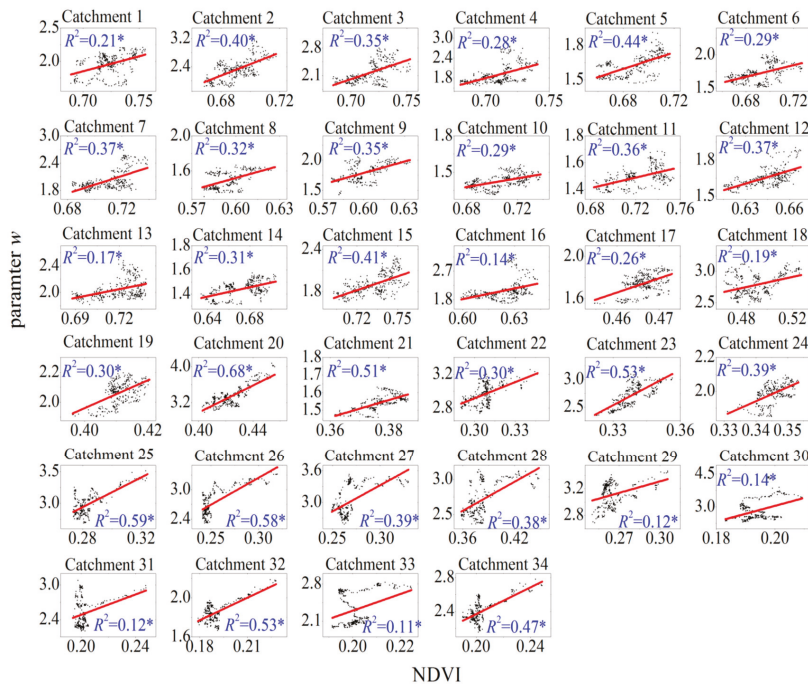 Catchment 1 Catchment 2 Catchment 3 Catchment 4 Catchment 5 Catchment 6
2.5 3.2 2.8 3.0 1.8 2.0
R²=0.21* R²=0.40* R²=0.35* R²=0.28* R²=0.44* R²=0.29*
2.0 2.4 2.1 2.4 1.8 1.5 1.5
0.70 0.75 0.68 0.72 0.70 0.75 0.70 0.75 0.68 0.72 0.68 0.72
Catchment 7 Catchment 8 Catchment 9 Catchment 10 Catchment 11 Catchment 12
3.0 2.0 2.0 1.8 1.8 1.8
R²=0.37* R²=0.32* R²=0.35* R²=0.29* R²=0.36* R²=0.37*
2.4 1.8 1.6 1.5 1.5 1.6 1.4 1.5
0.68 0.72 0.57 0.60 0.63 0.57 0.60 0.63 0.68 0.72 0.68 0.72 0.76 0.63 0.66
paramter w
Catchment 13 Catchment 14 Catchment 15 Catchment 16 Catchment 17 Catchment 18
2.5 1.8 2.4 2.7 2.0 3.0
R²=0.17* R²=0.31* R²=0.41* R²=0.14* R²=0.26* R²=0.19*
2.0 1.6 1.4 1.8 1.8 1.8 1.6 2.5
0.69 0.72 0.64 0.68 0.72 0.76 0.60 0.63 0.46 0.47 0.48 0.52
Catchment 19 Catchment 20 Catchment 21 Catchment 22 Catchment 23 Catchment 24
2.2 4.0 1.8 3.2 3.0 2.0
R²=0.30* R²=0.68* R²=0.51* R²=0.30* R²=0.53* R²=0.39*
2.0 3.2 1.7 1.6 1.5 2.8 2.5 1.8
0.40 0.42 0.40 0.44 0.36 0.38 0.30 0.33 0.33 0.36 0.33 0.34 0.35
Catchment 25 Catchment 26 Catchment 27 Catchment 28 Catchment 29 Catchment 30
3.5 3.0 3.6 3.0 3.2 4.5
R²=0.14*
3.0 2.4 3.0 2.5 2.8 3.0
R²=0.59* R²=0.58* R²=0.39* R²=0.38* R²=0.12*
0.28 0.32 0.25 0.30 0.25 0.30 0.36 0.42 0.27 0.30 0.18 0.20
Catchment 31 Catchment 32 Catchment 33 Catchment 34
3.0 2.0 2.8 2.8
2.4 1.6 2.1 2.4
R²=0.12* R²=0.53* R²=0.11* R²=0.47*
0.20 0.24 0.18 0.20 0.22 0.20 0.22 0.20 0.24
NDVI